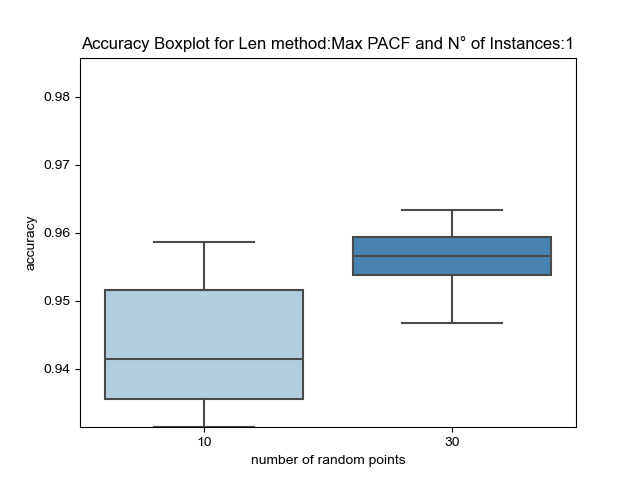 Accuracy Boxplot for Len method:Max PACF and N° of Instances:1
0.98
0.97
0.96
0.95
0.94
accuracy
10
30
number of random points